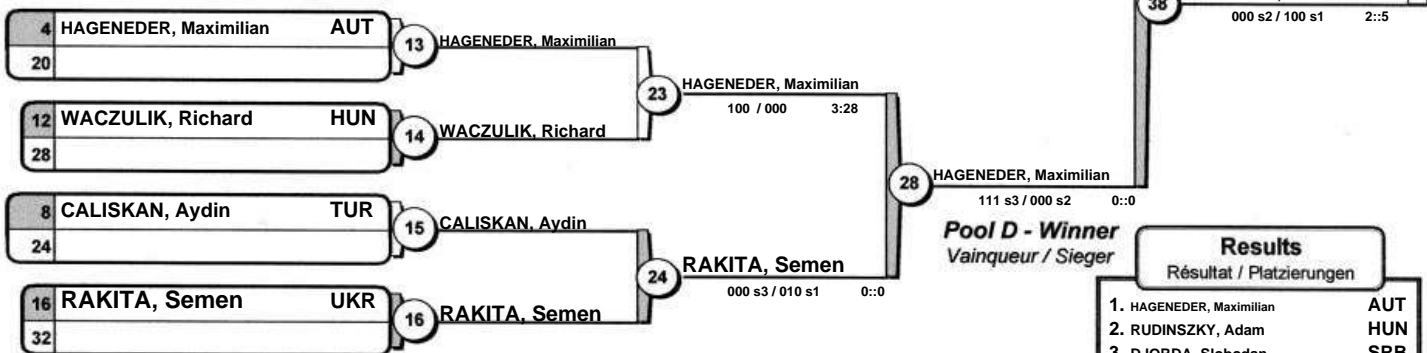 38
000 s2 / 100 s1 2::5
4 HAGENEDER, Maximilian AUT
20
13 HAGENEDER, Maximilian
23 HAGENEDER, Maximilian
100 / 000 3:28
12 WACZULIK, Richard HUN
28
14 WACZULIK, Richard
28 HAGENEDER, Maximilian
111 s3 / 000 s2 0::0
8 CALISKAN, Aydin TUR
24
15 CALISKAN, Aydin
24 RAKITA, Semen
000 s3 / 010 s1 0::0
16 RAKITA, Semen UKR
32
16 RAKITA, Semen
Pool D - Winner
Vainqueur / Sieger
Results
Résultat / Platzierungen
1. HAGENEDER, Maximilian AUT
2. RUDINSZKY, Adam HUN